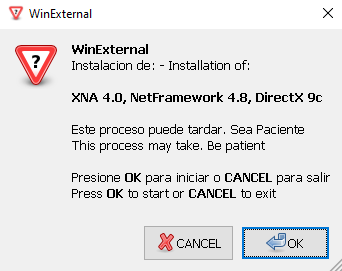 WinExternal
WinExternal
Instalacion de: - Installation of:
XNA 4.0, NetFramework 4.8, DirectX 9c
Este proceso puede tardar. Sea Paciente
This process may take. Be patient
Presione OK para iniciar o CANCEL para salir
Press OK to start or CANCEL to exit
CANCEL OK